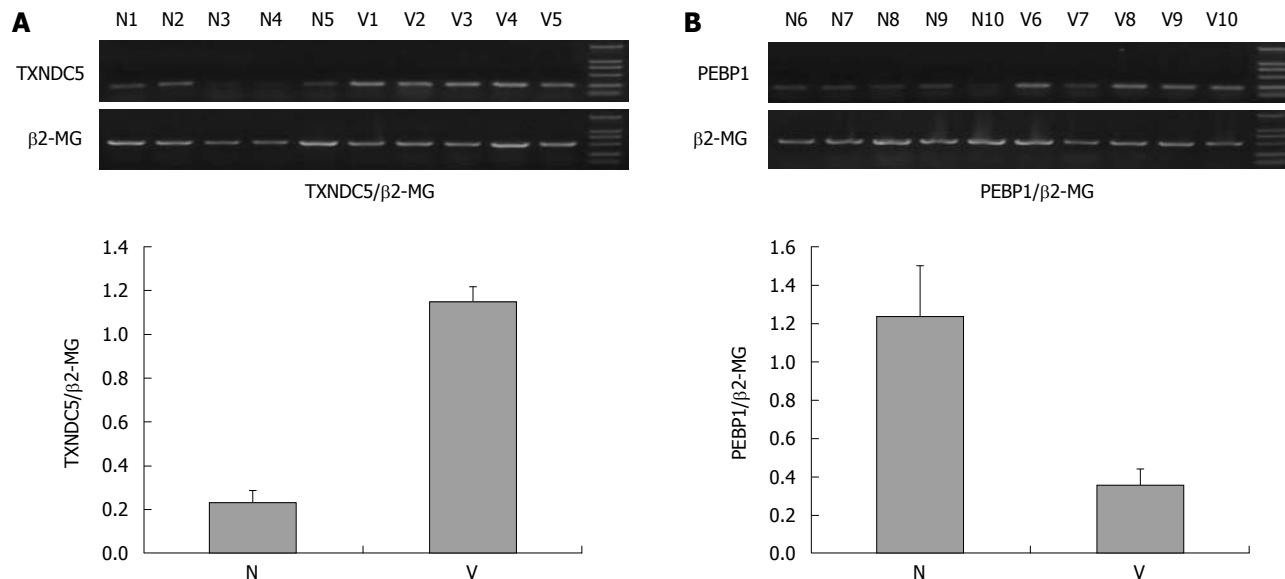 A
N1 N2 N3 N4 N5 V1 V2 V3 V4 V5
TXNDC5
β2-MG
TXNDC5/β2-MG
TXNDC5/β2-MG
1.4
1.2
1.0
0.8
0.6
0.4
0.2
0.0
N V
B
N6 N7 N8 N9 N10 V6 V7 V8 V9 V10
PEBP1
β2-MG
PEBP1/β2-MG
PEBP1/β2-MG
1.6
1.4
1.2
1.0
0.8
0.6
0.4
0.2
0.0
N V